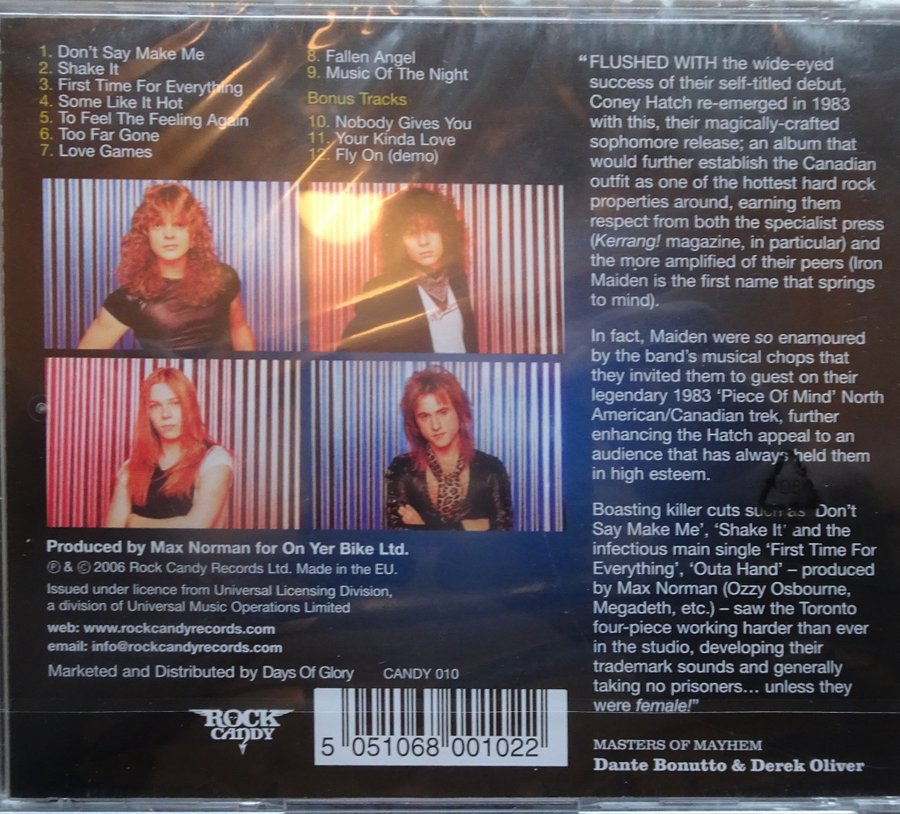 1. Don't Say Make Me
2. Shake It
3. First Time For Everything
4. Some Like It Hot
5. To Feel The Feeling Again
6. Too Far Gone
7. Love Games
8. Fallen Angel
9. Music Of The Night
Bonus Tracks
10. Nobody Gives You
11. Your Kinda Love
12. Fly On (demo)
Produced by Max Norman for On Yer Bike Ltd.
℗ & © 2006 Rock Candy Records Ltd. Made in the EU.
Issued under licence from Universal Licensing Division,
a division of Universal Music Operations Limited
web: www.rockcandyrecords.com
email: info@rockcandyrecords.com
Marketed and Distributed by Days Of Glory CANDY 010
ROCK
CANDY
5 051068 001022
“FLUSHED WITH the wide-eyed
success of their self-titled debut,
Coney Hatch re-emerged in 1983
with this, their magically-crafted
sophomore release; an album that
would further establish the Canadian
outfit as one of the hottest hard rock
properties around, earning them
respect from both the specialist press
(Kerrang! magazine, in particular) and
the more amplified of their peers (Iron
Maiden is the first name that springs
to mind).
In fact, Maiden were so enamoured
by the band's musical chops that
they invited them to guest on their
legendary 1983 ‘Piece Of Mind’ North
American/Canadian trek, further
enhancing the Hatch appeal to an
audience that has always held them
in high esteem.
Boasting killer cuts such as ‘Don't
Say Make Me’, ‘Shake It’ and the
infectious main single ‘First Time For
Everything’, ‘Outa Hand’ – produced
by Max Norman (Ozzy Osbourne,
Megadeth, etc.) – saw the Toronto
four-piece working harder than ever
in the studio, developing their
trademark sounds and generally
taking no prisoners… unless they
were female!”
MASTERS OF MAYHEM
Dante Bonutto & Derek Oliver